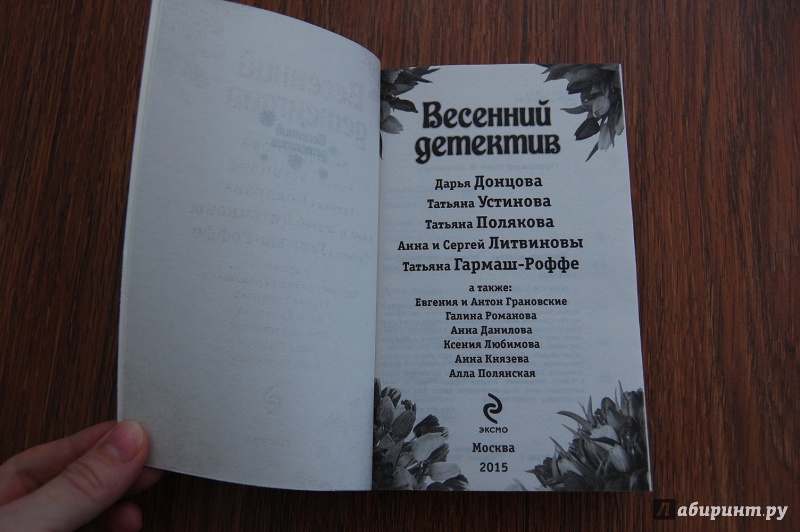 Весенний
детектив
Дарья Донцова
Татьяна Устинова
Татьяна Полякова
Анна и Сергей Литвиновы
Татьяна Гармаш-Роффе
а также:
Евгения и Антон Грановские
Галина Романова
Анна Данилова
Ксения Любимова
Анна Князева
Алла Полянская
ЭКСМО
Москва
2015
Лабиринт.ру